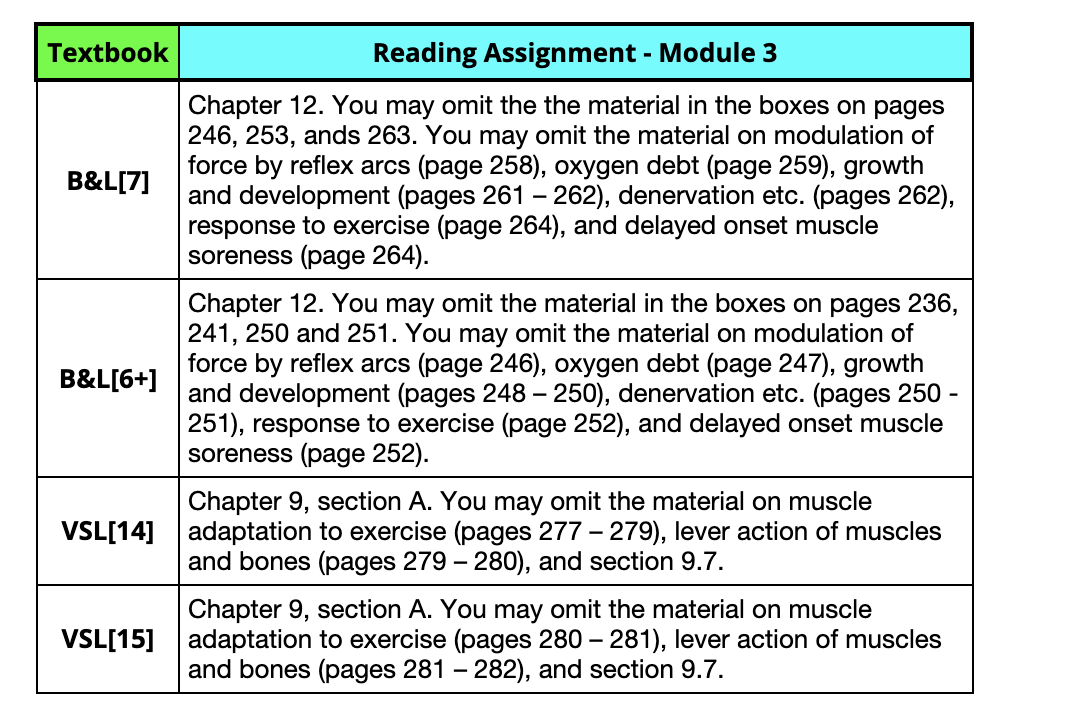 Textbook
Reading Assignment - Module 3
B&L[7]
Chapter 12. You may omit the the material in the boxes on pages
246, 253, ands 263. You may omit the material on modulation of
force by reflex arcs (page 258), oxygen debt (page 259), growth
and development (pages 261 – 262), denervation etc. (pages 262),
response to exercise (page 264), and delayed onset muscle
soreness (page 264).
B&L[6+]
Chapter 12. You may omit the material in the boxes on pages 236,
241, 250 and 251. You may omit the material on modulation of
force by reflex arcs (page 246), oxygen debt (page 247), growth
and development (pages 248 – 250), denervation etc. (pages 250 -
251), response to exercise (page 252), and delayed onset muscle
soreness (page 252).
VSL[14]
Chapter 9, section A. You may omit the material on muscle
adaptation to exercise (pages 277 – 279), lever action of muscles
and bones (pages 279 – 280), and section 9.7.
VSL[15]
Chapter 9, section A. You may omit the material on muscle
adaptation to exercise (pages 280 – 281), lever action of muscles
and bones (pages 281 – 282), and section 9.7.